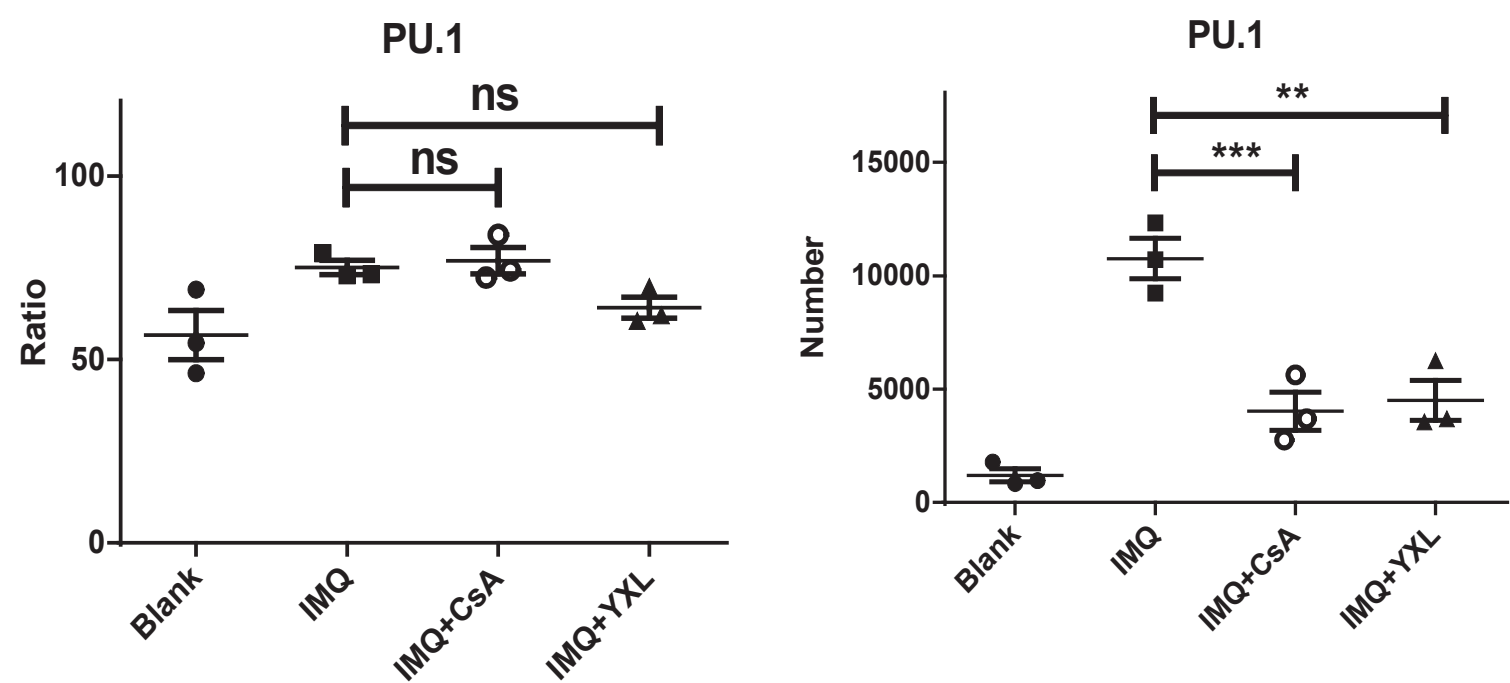 PU.1
ns
ns
100
50
0
Ratio
Blank
IMQ
IMQ+CsA
IMQ+YXL
PU.1
**
***
15000
10000
5000
0
Number
Blank
IMQ
IMQ+CsA
IMQ+YXL